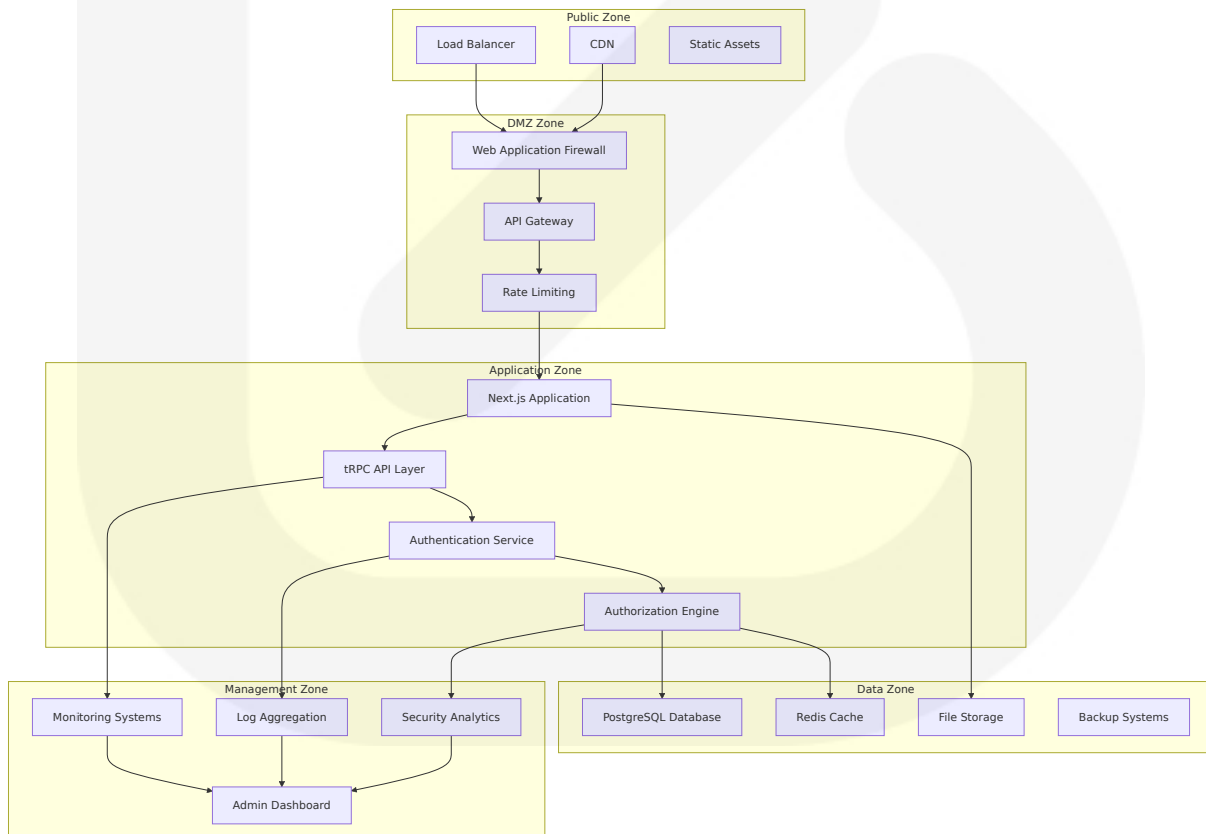 Public Zone
Load Balancer
CDN
Static Assets
DMZ Zone
Web Application Firewall
API Gateway
Rate Limiting
Application Zone
Next.js Application
tRPC API Layer
Authentication Service
Authorization Engine
Management Zone
Monitoring Systems
Log Aggregation
Security Analytics
Admin Dashboard
Data Zone
PostgreSQL Database
Redis Cache
File Storage
Backup Systems